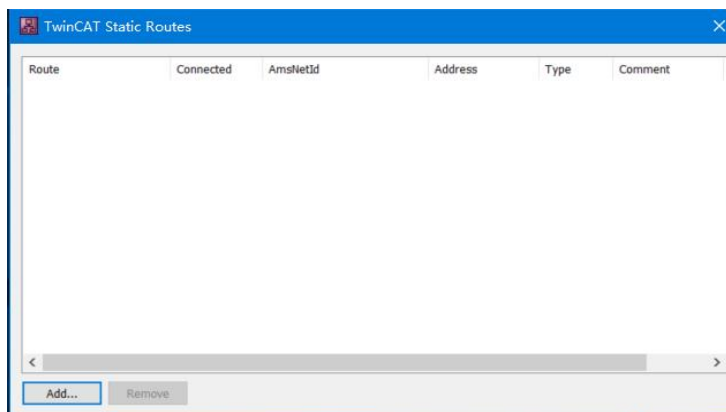 TwinCAT Static Routes
Route Connected AmsNetId Address Type Comment
Add... Remove